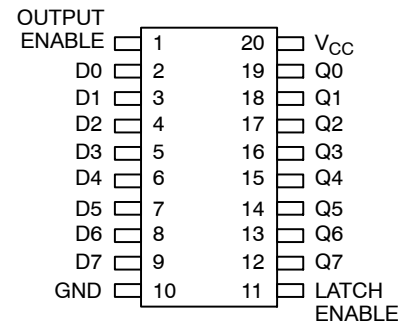 OUTPUT
ENABLE 1 20 VCC
D0 2 19 Q0
D1 3 18 Q1
D2 4 17 Q2
D3 5 16 Q3
D4 6 15 Q4
D5 7 14 Q5
D6 8 13 Q6
D7 9 12 Q7
GND 10 11 LATCH
ENABLE